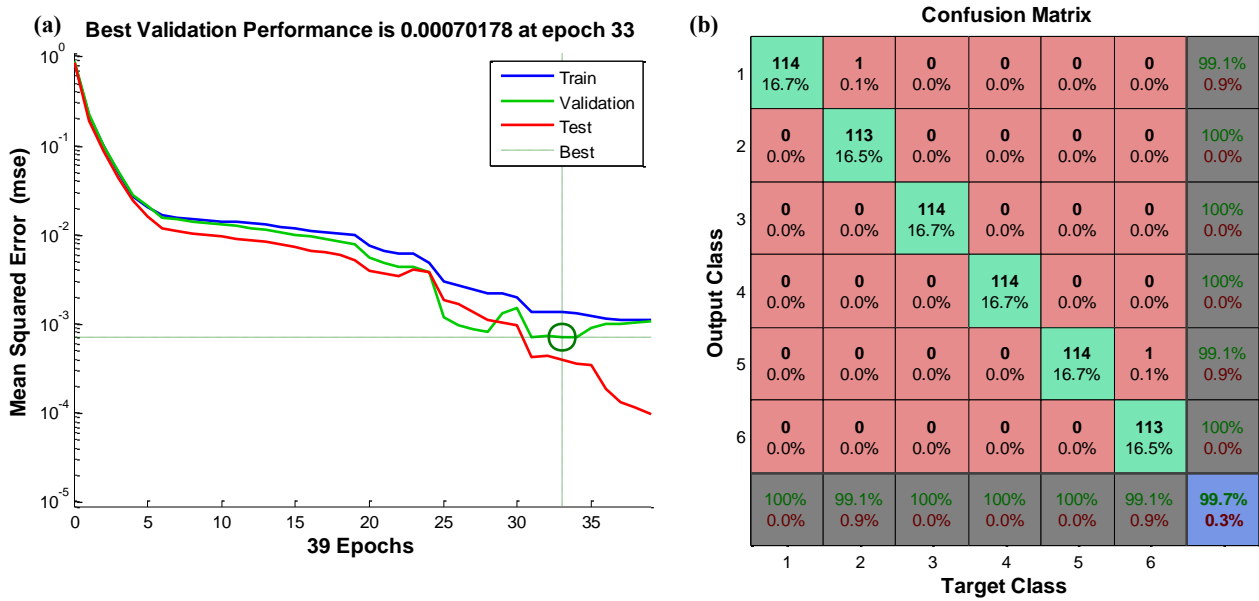 (a)
Best Validation Performance is 0.00070178 at epoch 33
Mean Squared Error (mse)
10^0
10^-1
10^-2
10^-3
10^-4
10^-5
Train
Validation
Test
Best
0 5 10 15 20 25 30 35
39 Epochs
(b)
Confusion Matrix
Output Class
1 114 1 0 0 0 0 99.1%
16.7% 0.1% 0.0% 0.0% 0.0% 0.0% 0.9%
2 0 113 0 0 0 0 100%
0.0% 16.5% 0.0% 0.0% 0.0% 0.0% 0.0%
3 0 0 114 0 0 0 100%
0.0% 0.0% 16.7% 0.0% 0.0% 0.0% 0.0%
4 0 0 0 114 0 0 100%
0.0% 0.0% 0.0% 16.7% 0.0% 0.0% 0.0%
5 0 0 0 0 114 1 99.1%
0.0% 0.0% 0.0% 0.0% 16.7% 0.1% 0.9%
6 0 0 0 0 0 113 100%
0.0% 0.0% 0.0% 0.0% 0.0% 16.5% 0.0%
100% 99.1% 100% 100% 100% 99.1% 99.7%
0.0% 0.9% 0.0% 0.0% 0.0% 0.9% 0.3%
1 2 3 4 5 6
Target Class